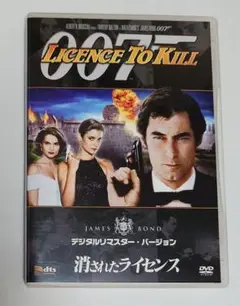 007
LICENCE TO KILL
JAMES BOND
デジタルリマスター・バージョン
消されたライセンス
dts
DVD